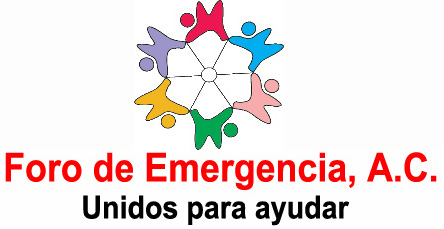 Foro de Emergencia, A.C.
Unidos para ayudar